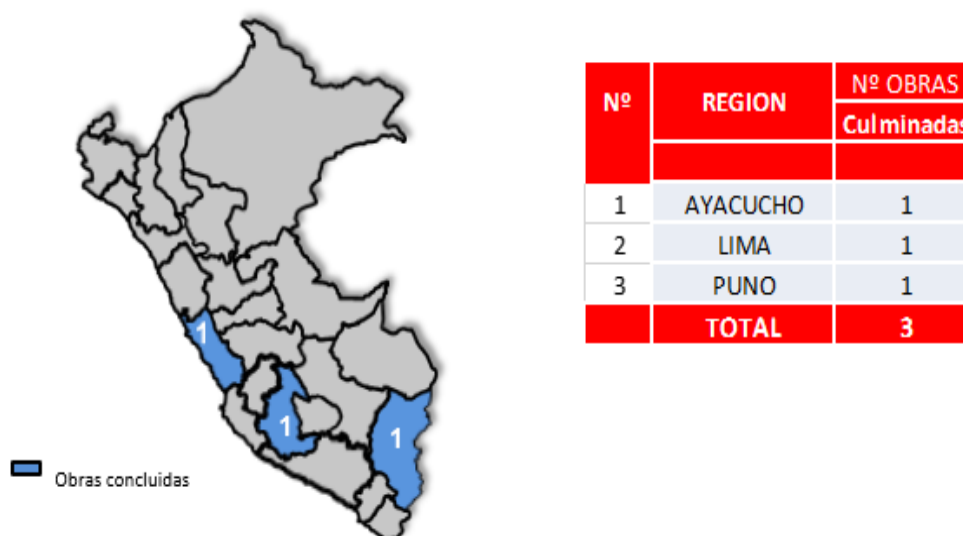 1
1
1
Obras concluidas
Nº REGION Nº OBRAS
Culminadas
1 AYACUCHO 1
2 LIMA 1
3 PUNO 1
TOTAL 3